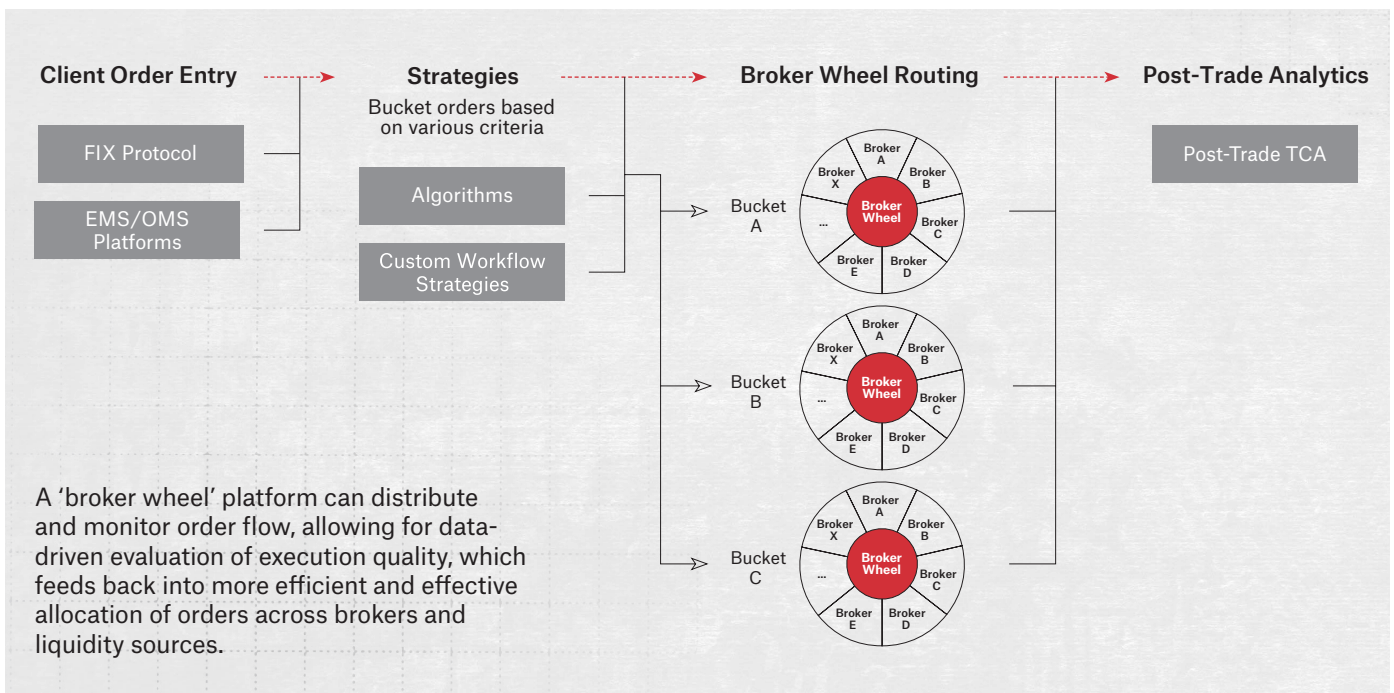 Client Order Entry
FIX Protocol
EMS/OMS
Platforms
Strategies
Bucket orders based
on various criteria
Algorithms
Custom Workflow
Strategies
Broker Wheel Routing
Bucket
A
Broker
A
Broker
B
Broker
C
Broker
D
Broker
E
...
Broker
X
Broker
Wheel
Bucket
B
Broker
A
Broker
B
Broker
C
Broker
D
Broker
E
...
Broker
X
Broker
Wheel
Bucket
C
Broker
A
Broker
B
Broker
C
Broker
D
Broker
E
...
Broker
X
Broker
Wheel
Post-Trade Analytics
Post-Trade TCA
A ‘broker wheel’ platform can distribute
and monitor order flow, allowing for data-
driven evaluation of execution quality, which
feeds back into more efficient and effective
allocation of orders across brokers and
liquidity sources.